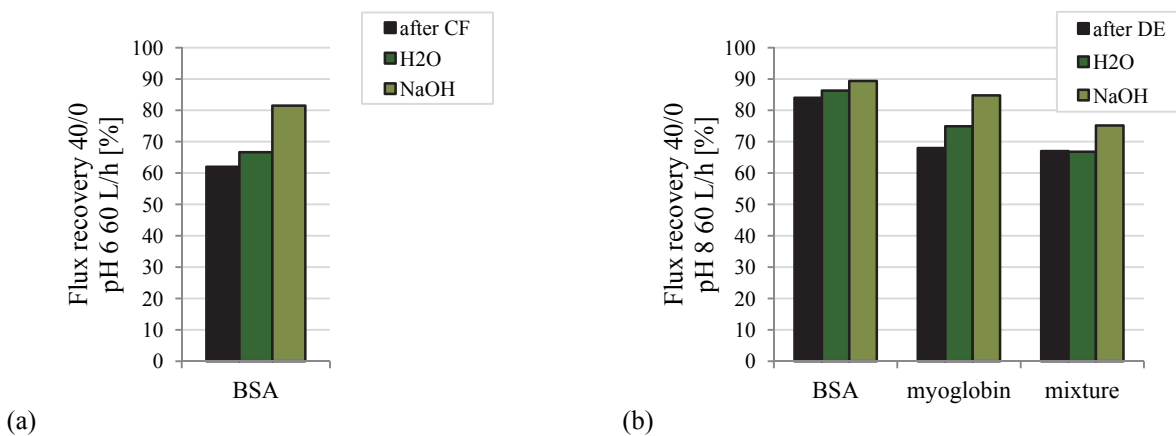 after CF
H2O
NaOH
100
90
80
70
60
50
40
30
20
10
0
Flux recovery 40/0
pH 6 60 L/h [%]
BSA
(a)
after DE
H2O
NaOH
100
90
80
70
60
50
40
30
20
10
0
Flux recovery 40/0
pH 8 60 L/h [%]
BSA myoglobin mixture
(b)